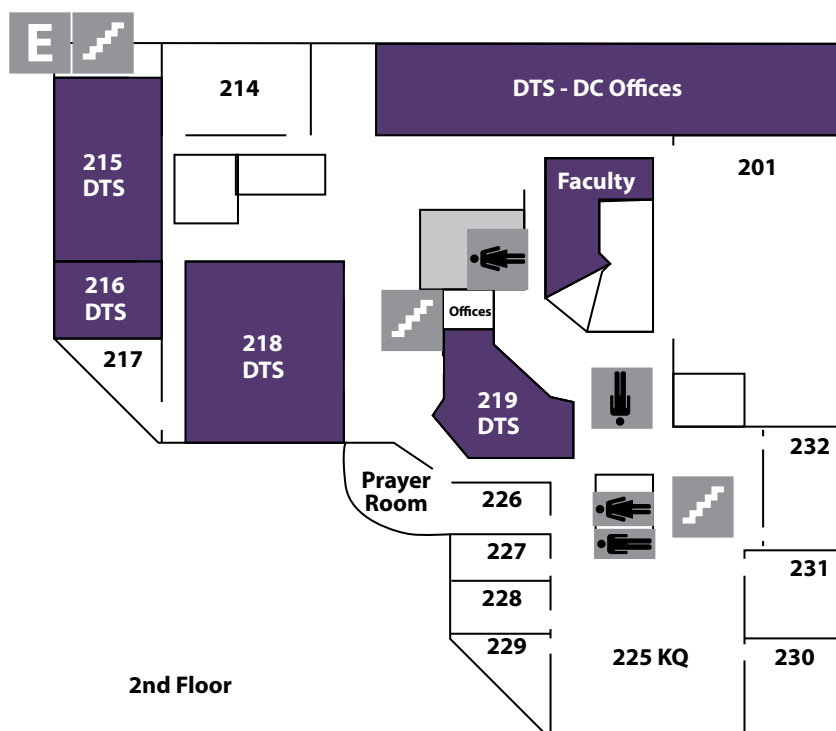 E
214
DTS - DC Offices
215
DTS
Faculty
201
216
DTS
Offices
217
218
DTS
219
DTS
232
Prayer
Room
226
227
231
228
229
225 KQ
230
2nd Floor